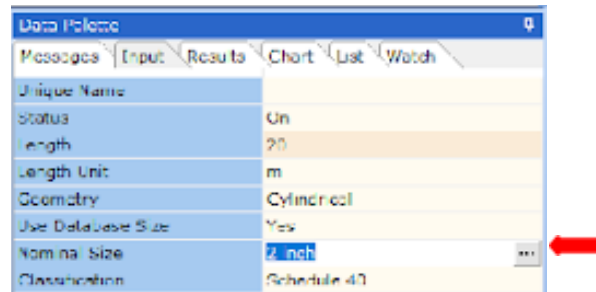 Data Palette
Messages Input Results Chart List Watch
Unique Name
Status On
Length 20
Length Unit m
Geometry Cylindrical
Use Database Size Yes
Nominal Size 2 inch ...
Classification Schedule 40